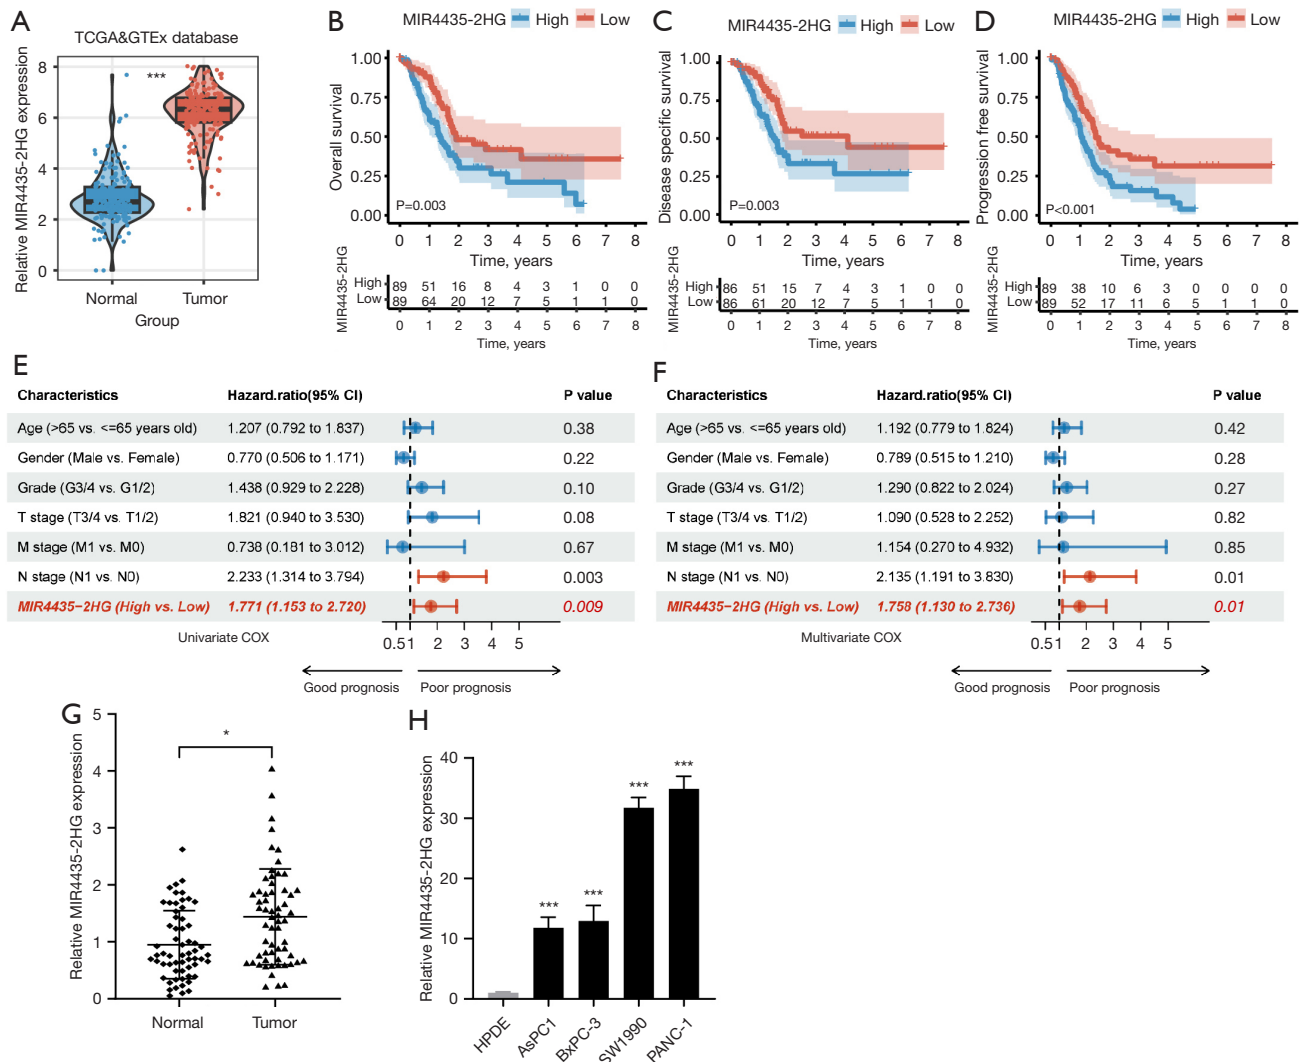 A
TCGA&GTEx database
Relative MIR4435-2HG expression
8
6
4
2
0
***
Normal Tumor
Group
B
MIR4435-2HG High Low
Overall survival
1.00
0.75
0.50
0.25
0.00
P=0.003
0 1 2 3 4 5 6 7 8
Time, years
MIR4435-2HG
High 89 51 16 8 4 3 1 0 0
Low 89 64 20 12 7 5 1 1 0
0 1 2 3 4 5 6 7 8
Time, years
C
MIR4435-2HG High Low
Disease specific survival
1.00
0.75
0.50
0.25
0.00
P=0.003
0 1 2 3 4 5 6 7 8
Time, years
MIR4435-2HG
High 86 51 15 7 4 3 1 0 0
Low 86 61 20 12 7 5 1 1 0
0 1 2 3 4 5 6 7 8
Time, years
D
MIR4435-2HG High Low
Progression free survival
1.00
0.75
0.50
0.25
0.00
P<0.001
0 1 2 3 4 5 6 7 8
Time, years
MIR4435-2HG
High 89 38 10 6 3 0 0 0 0
Low 89 52 17 11 6 5 1 1 0
0 1 2 3 4 5 6 7 8
Time, years
E
Characteristics Hazard.ratio(95% CI) P value
Age (>65 vs. <=65 years old) 1.207 (0.792 to 1.837) 0.38
Gender (Male vs. Female) 0.770 (0.506 to 1.171) 0.22
Grade (G3/4 vs. G1/2) 1.438 (0.929 to 2.228) 0.10
T stage (T3/4 vs. T1/2) 1.821 (0.940 to 3.530) 0.08
M stage (M1 vs. M0) 0.738 (0.181 to 3.012) 0.67
N stage (N1 vs. N0) 2.233 (1.314 to 3.794) 0.003
MIR4435−2HG (High vs. Low) 1.771 (1.153 to 2.720) 0.009
Univariate COX 0.5 1 2 3 4 5
Good prognosis Poor prognosis
F
Characteristics Hazard.ratio(95% CI) P value
Age (>65 vs. <=65 years old) 1.192 (0.779 to 1.824) 0.42
Gender (Male vs. Female) 0.789 (0.515 to 1.210) 0.28
Grade (G3/4 vs. G1/2) 1.290 (0.822 to 2.024) 0.27
T stage (T3/4 vs. T1/2) 1.090 (0.528 to 2.252) 0.82
M stage (M1 vs. M0) 1.154 (0.270 to 4.932) 0.85
N stage (N1 vs. N0) 2.135 (1.191 to 3.830) 0.01
MIR4435−2HG (High vs. Low) 1.758 (1.130 to 2.736) 0.01
Multivariate COX 0.5 1 2 3 4 5
Good prognosis Poor prognosis
G
Relative MIR4435-2HG expression
5
4
3
2
1
0
*
Normal Tumor
H
Relative MIR4435-2HG expression
40
30
20
10
0
*** *** *** ***
HPDE AsPC1 BxPC-3 SW1990 PANC-1